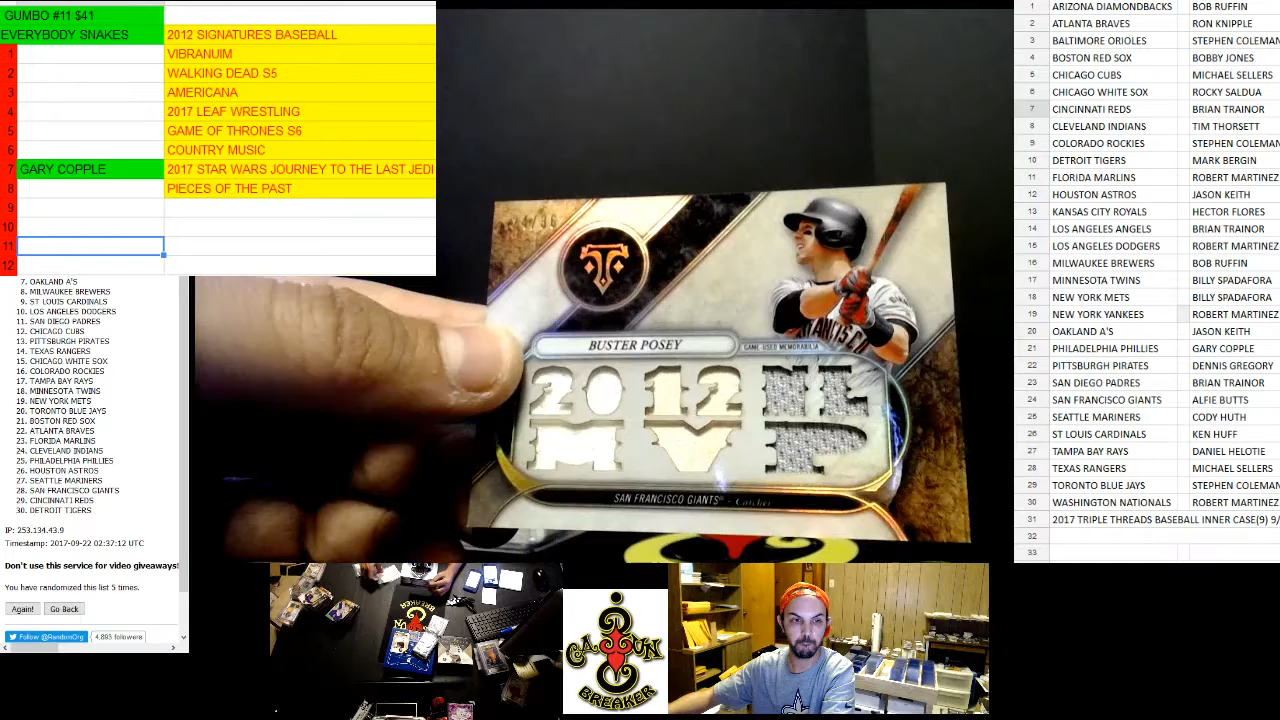 GUMBO #11 $41
EVERYBODY SNAKES 2012 SIGNATURES BASEBALL
1 VIBRANUIM
2 WALKING DEAD S5
3 AMERICANA
4 2017 LEAF WRESTLING
5 GAME OF THRONES S6
6 COUNTRY MUSIC
7 GARY COPPLE 2017 STAR WARS JOURNEY TO THE LAST JEDI
8 PIECES OF THE PAST
9
10
11
12
7. OAKLAND A'S
8. MILWAUKEE BREWERS
9. ST LOUIS CARDINALS
10. LOS ANGELES DODGERS
11. SAN DIEGO PADRES
12. CHICAGO CUBS
13. PITTSBURGH PIRATES
14. TEXAS RANGERS
15. CHICAGO WHITE SOX
16. COLORADO ROCKIES
17. TAMPA BAY RAYS
18. MINNESOTA TWINS
19. NEW YORK METS
20. TORONTO BLUE JAYS
21. BOSTON RED SOX
22. ATLANTA BRAVES
23. FLORIDA MARLINS
24. CLEVELAND INDIANS
25. PHILADELPHIA PHILLIES
26. HOUSTON ASTROS
27. SEATTLE MARINERS
28. SAN FRANCISCO GIANTS
29. CINCINNATI REDS
30. DETROIT TIGERS
IP: 253.134.43.9
Timestamp: 2017-09-22 02:37:12 UTC
Don't use this service for video giveaways!
You have randomized this list 5 times.
Again! Go Back
Follow @RandomOrg 4,893 followers
BUSTER POSEY
GAME-USED MEMORABILIA
2012 NL
MVP
SAN FRANCISCO GIANTS - Catcher
CAJUN
BREAKER
1 ARIZONA DIAMONDBACKS BOB RUFFIN
2 ATLANTA BRAVES RON KNIPPLE
3 BALTIMORE ORIOLES STEPHEN COLEMAN
4 BOSTON RED SOX BOBBY JONES
5 CHICAGO CUBS MICHAEL SELLERS
6 CHICAGO WHITE SOX ROCKY SALDUA
7 CINCINNATI REDS BRIAN TRAINOR
8 CLEVELAND INDIANS TIM THORSETT
9 COLORADO ROCKIES STEPHEN COLEMAN
10 DETROIT TIGERS MARK BERGIN
11 FLORIDA MARLINS ROBERT MARTINEZ
12 HOUSTON ASTROS JASON KEITH
13 KANSAS CITY ROYALS HECTOR FLORES
14 LOS ANGELES ANGELS BRIAN TRAINOR
15 LOS ANGELES DODGERS ROBERT MARTINEZ
16 MILWAUKEE BREWERS BOB RUFFIN
17 MINNESOTA TWINS BILLY SPADAFORA
18 NEW YORK METS BILLY SPADAFORA
19 NEW YORK YANKEES ROBERT MARTINEZ
20 OAKLAND A'S JASON KEITH
21 PHILADELPHIA PHILLIES GARY COPPLE
22 PITTSBURGH PIRATES DENNIS GREGORY
23 SAN DIEGO PADRES BRIAN TRAINOR
24 SAN FRANCISCO GIANTS ALFIE BUTTS
25 SEATTLE MARINERS CODY HUTH
26 ST LOUIS CARDINALS KEN HUFF
27 TAMPA BAY RAYS DANIEL HELOTIE
28 TEXAS RANGERS MICHAEL SELLERS
29 TORONTO BLUE JAYS STEPHEN COLEMAN
30 WASHINGTON NATIONALS ROBERT MARTINEZ
31 2017 TRIPLE THREADS BASEBALL INNER CASE(9) 9/
32
33